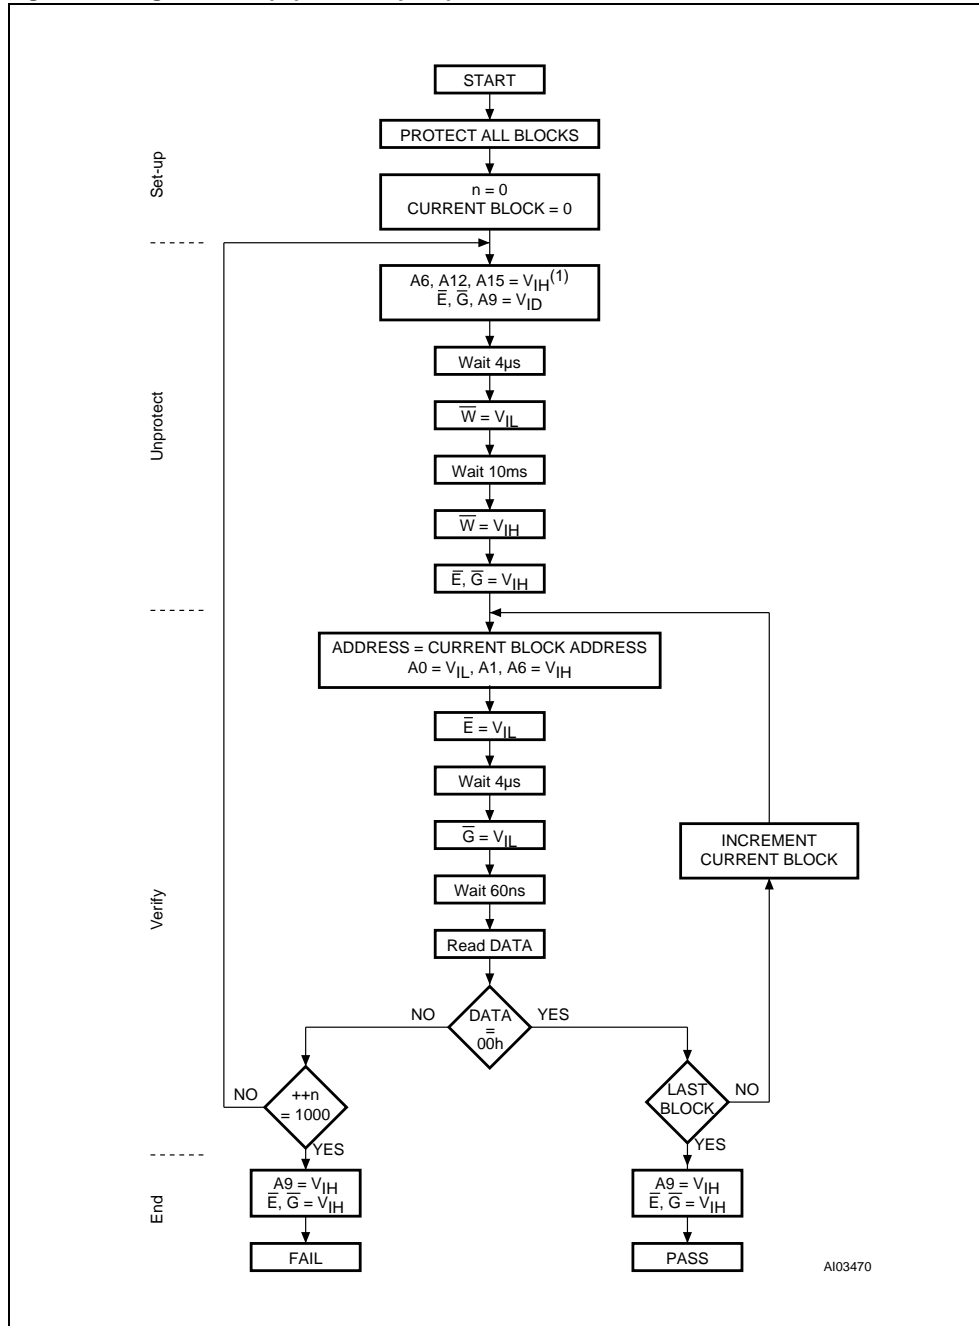 START
PROTECT ALL BLOCKS
Set-up
n = 0
CURRENT BLOCK = 0
A6, A12, A15 = VIH(1)
E̅, G̅, A9 = VID
Wait 4µs
W̅ = VIL
Unprotect
Wait 10ms
W̅ = VIH
E̅, G̅ = VIH
ADDRESS = CURRENT BLOCK ADDRESS
A0 = VIL, A1, A6 = VIH
E̅ = VIL
Wait 4µs
G̅ = VIL
INCREMENT
CURRENT BLOCK
Wait 60ns
Verify
Read DATA
NO
DATA
=
00h
YES
NO
++n
= 1000
YES
LAST
BLOCK
NO
YES
End
A9 = VIH
E̅, G̅ = VIH
A9 = VIH
E̅, G̅ = VIH
FAIL
PASS
AI03470